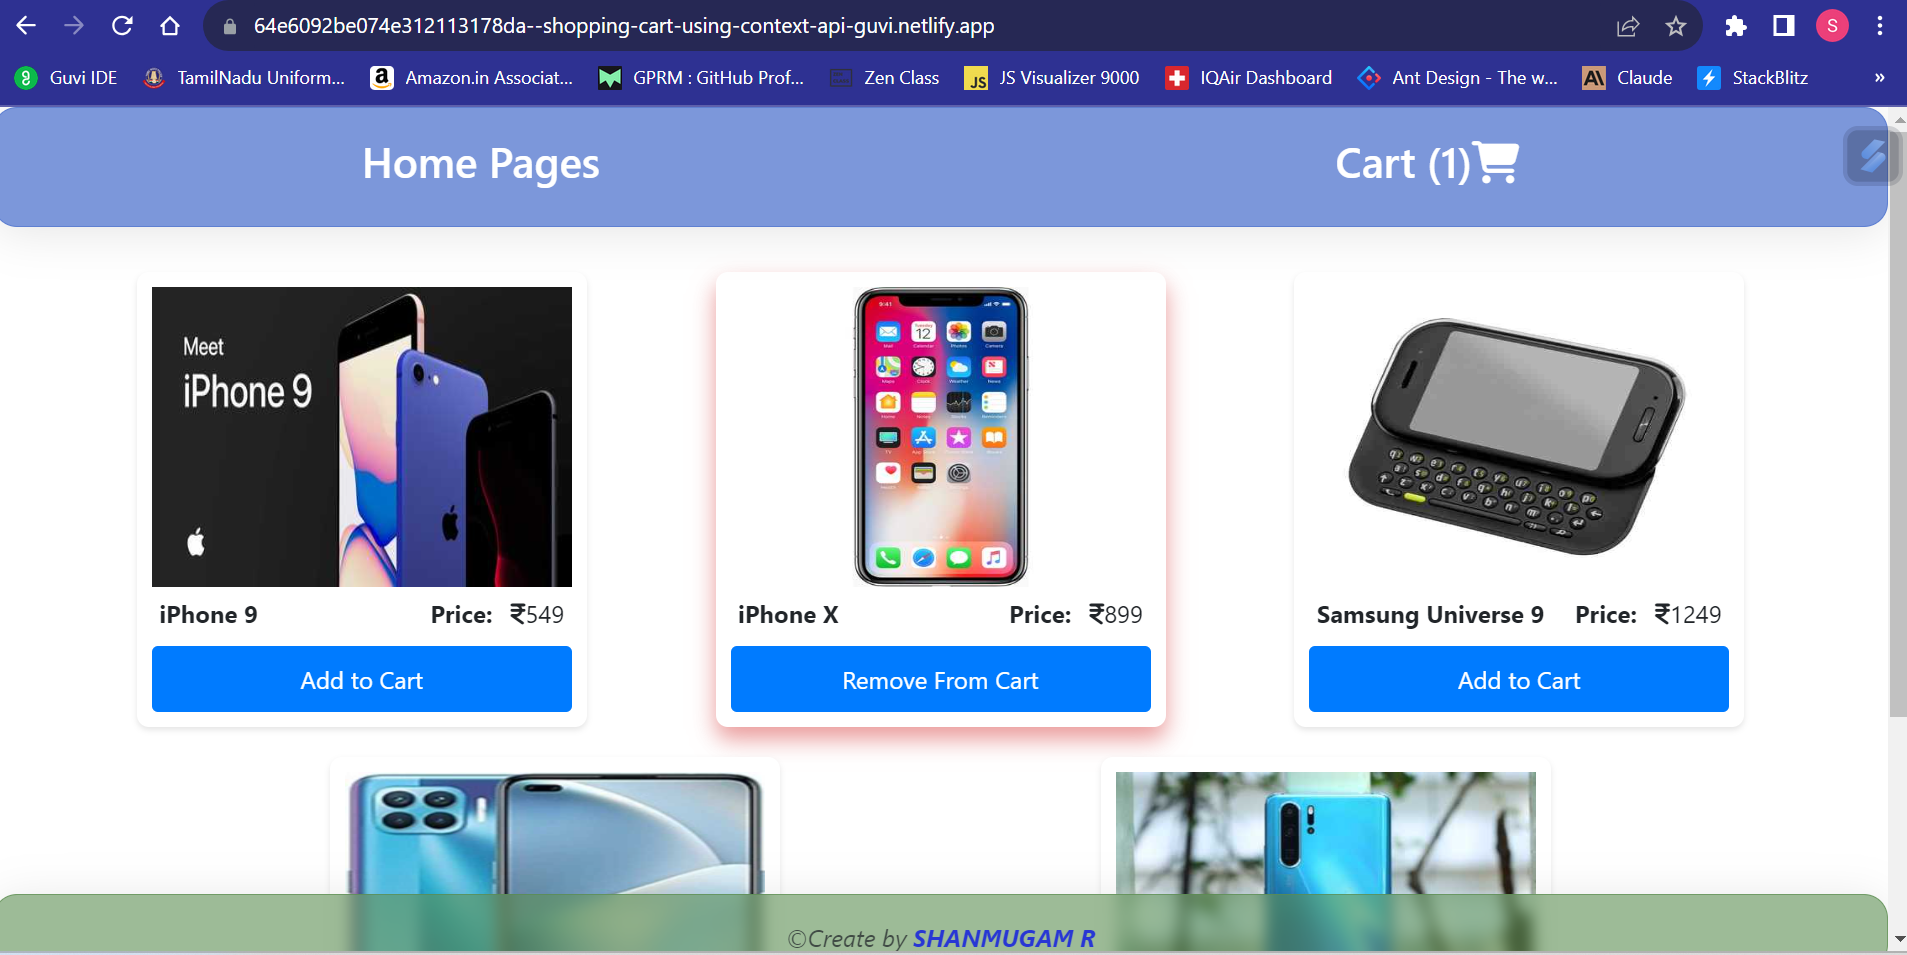 64e6092be074e312113178da--shopping-cart-using-context-api-guvi.netlify.app
S
Guvi IDE
TamilNadu Uniform...
Amazon.in Associat...
GPRM : GitHub Prof...
Zen Class
JS Visualizer 9000
IQAir Dashboard
Ant Design - The w...
Claude
StackBlitz
»
Home Pages
Cart (1)
Meet
iPhone 9
iPhone 9 Price: ₹549
Add to Cart
9:41
iPhone X Price: ₹899
Remove From Cart
Samsung Universe 9 Price: ₹1249
Add to Cart
©Create by SHANMUGAM R